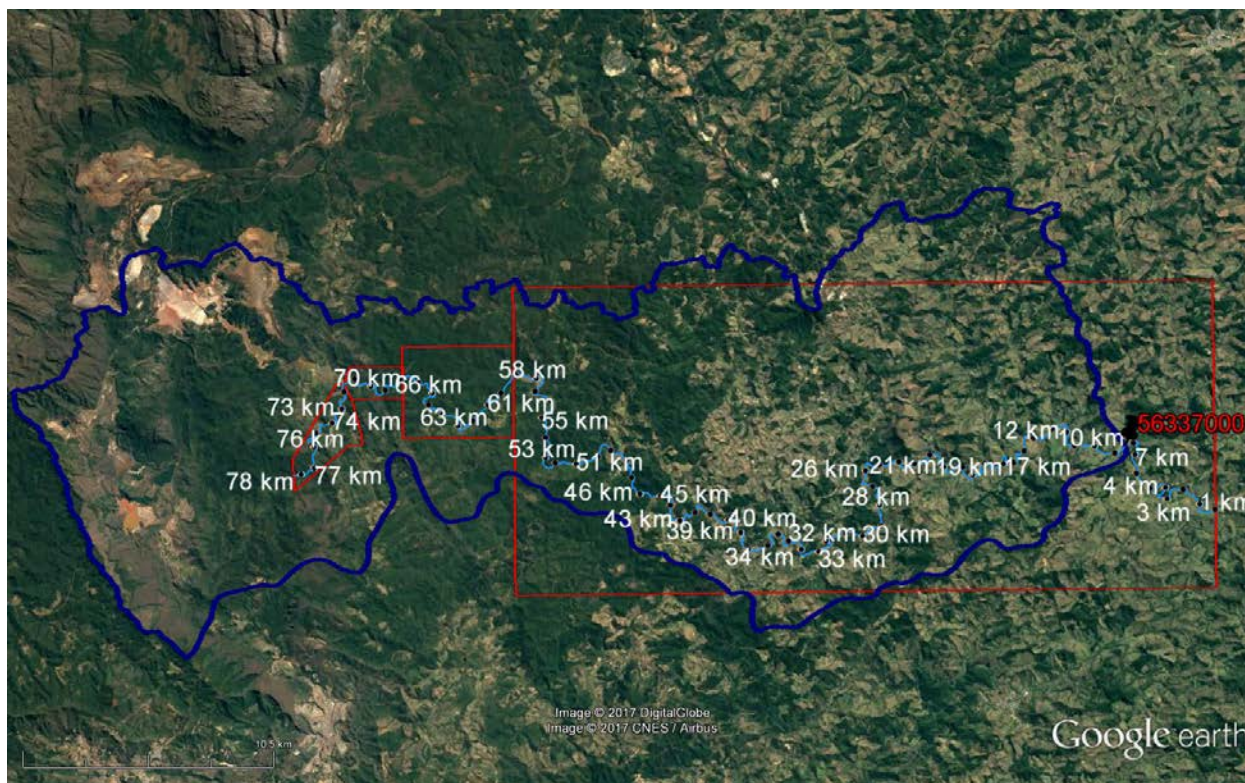 58 km
70 km
66 km
61 km
73 km
63 km
74 km
55 km
76 km
12 km
10 km
56337000
53 km
51 km
26 km
21 km
19 km
17 km
7 km
78 km
77 km
4 km
46 km
45 km
28 km
1 km
43 km
40 km
3 km
39 km
32 km
30 km
34 km
33 km
Image © 2017 DigitalGlobe
Image © 2017 CNES / Airbus
Google earth
10.5 km